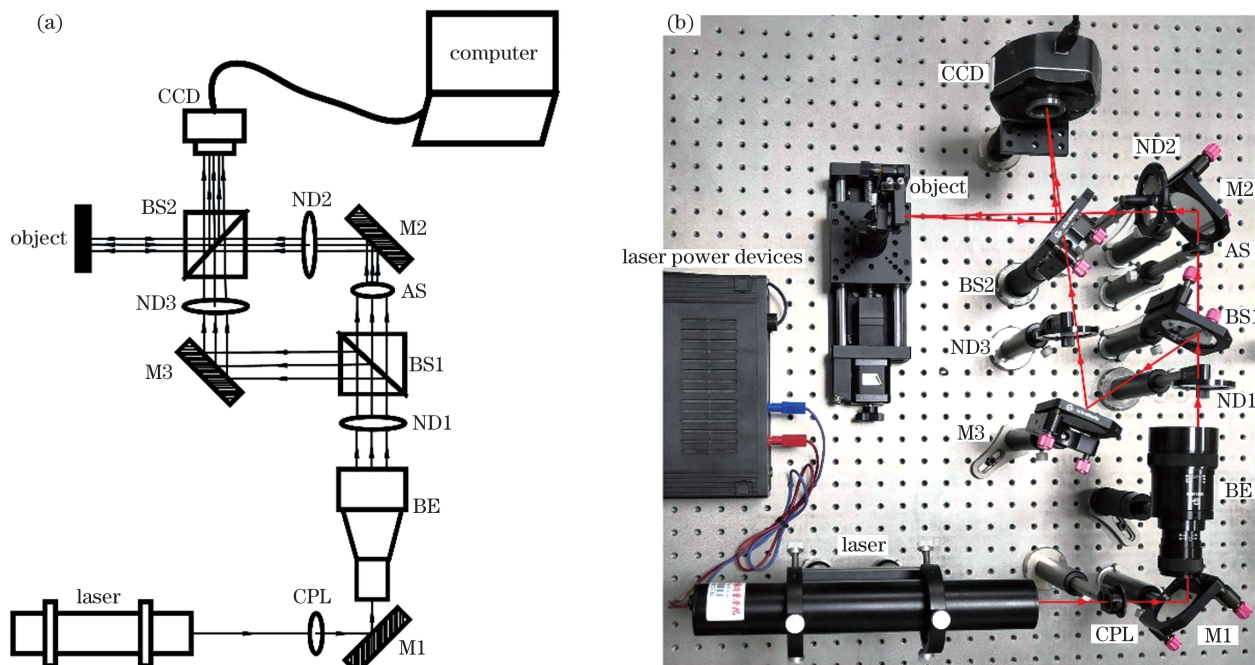 (a)
computer
CCD
BS2
ND2
M2
object
AS
ND3
BS1
M3
ND1
BE
laser
CPL
M1
(b)
CCD
ND2
object
M2
laser power devices
AS
BS2
BS1
ND3
ND1
M3
BE
laser
CPL
M1